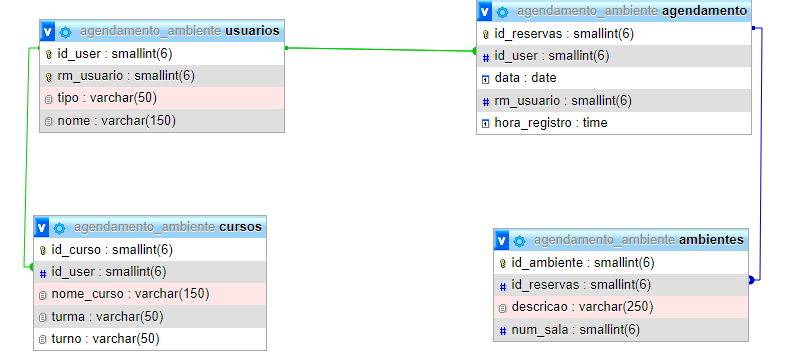 agendamento_ambiente usuarios
id_user : smallint(6)
rm_usuario : smallint(6)
tipo : varchar(50)
nome : varchar(150)
agendamento_ambiente agendamento
id_reservas : smallint(6)
id_user : smallint(6)
data : date
rm_usuario : smallint(6)
hora_registro : time
agendamento_ambiente cursos
id_curso : smallint(6)
id_user : smallint(6)
nome_curso : varchar(150)
turma : varchar(50)
turno : varchar(50)
agendamento_ambiente ambientes
id_ambiente : smallint(6)
id_reservas : smallint(6)
descricao : varchar(250)
num_sala : smallint(6)